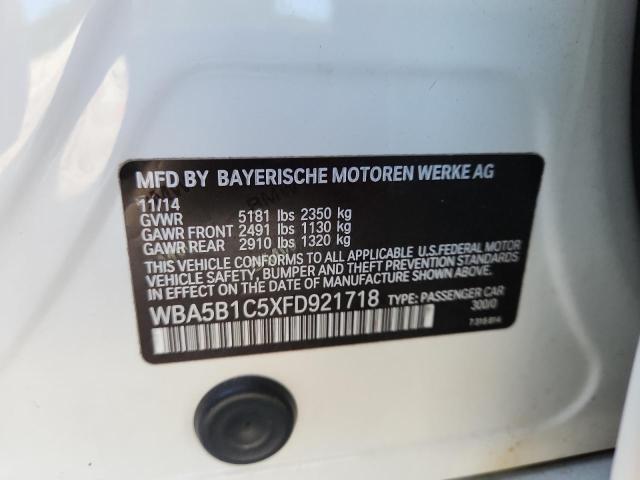 MFD BY BAYERISCHE MOTOREN WERKE AG
11/14
GVWR 5181 lbs 2350 kg
GAWR FRONT 2491 lbs 1130 kg
GAWR REAR 2910 lbs 1320 kg
THIS VEHICLE CONFORMS TO ALL APPLICABLE U.S.FEDERAL MOTOR
VEHICLE SAFETY, BUMPER AND THEFT PREVENTION STANDARDS
IN EFFECT ON THE DATE OF MANUFACTURE SHOWN ABOVE.
WBA5B1C5XFD921718 TYPE: PASSENGER CAR
300/0